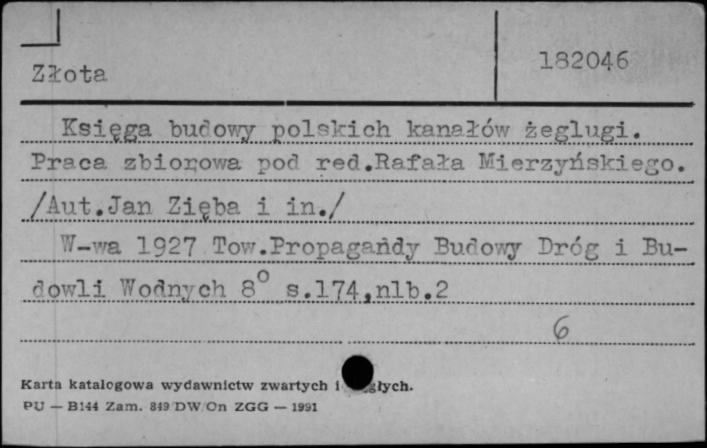 182046
Złota
Księga budowy polskich kanałów żeglugi.
Praca zbiorowa pod red.Rafała Mierzyńskiego.
/Aut.Jan Zięba i in./
W-wa 1927 Tow.Propagandy Budowy Dróg i Bu-
dowli Wodnych 8° s.174,nlb.2
6
Karta katalogowa wydawnictw zwartych i
PU — B144 Zam. 849 DW/On ZGG — 1991